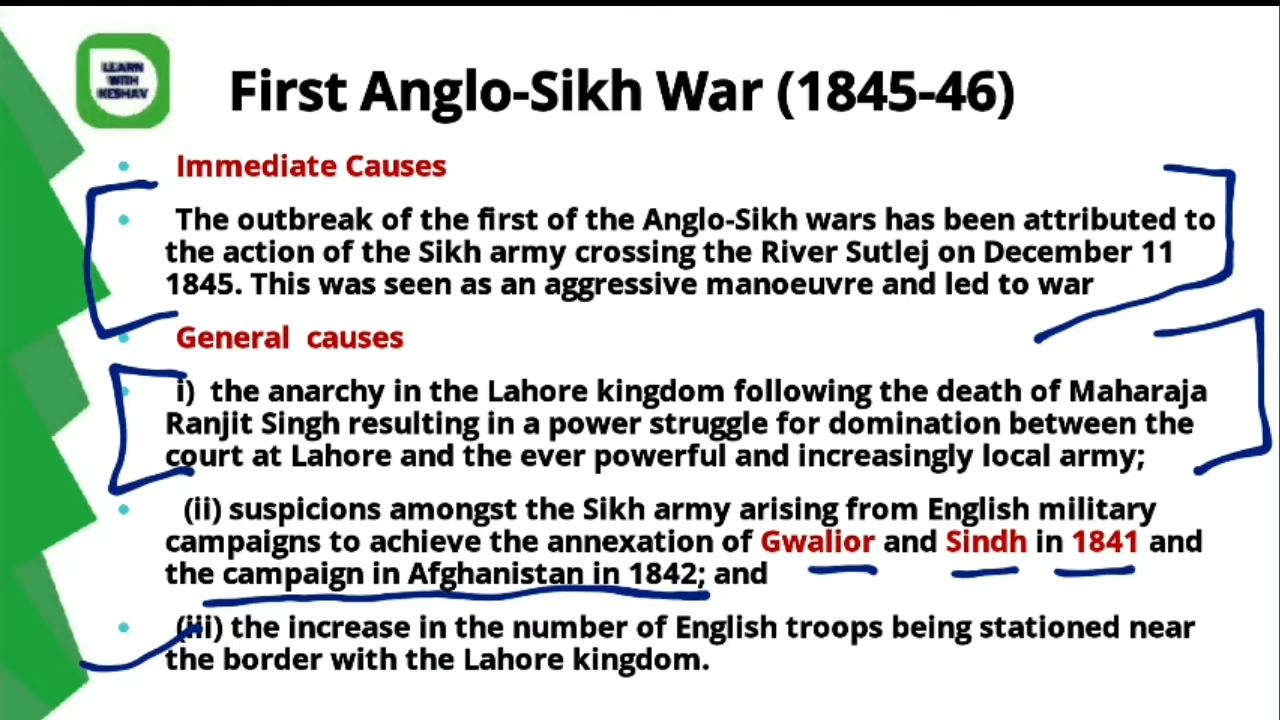 LEARN
WITH
KESHAV
First Anglo-Sikh War (1845-46)
• Immediate Causes
• The outbreak of the first of the Anglo-Sikh wars has been attributed to
the action of the Sikh army crossing the River Sutlej on December 11
1845. This was seen as an aggressive manoeuvre and led to war
• General causes
• i) the anarchy in the Lahore kingdom following the death of Maharaja
Ranjit Singh resulting in a power struggle for domination between the
court at Lahore and the ever powerful and increasingly local army;
• (ii) suspicions amongst the Sikh army arising from English military
campaigns to achieve the annexation of Gwalior and Sindh in 1841 and
the campaign in Afghanistan in 1842; and
• (iii) the increase in the number of English troops being stationed near
the border with the Lahore kingdom.